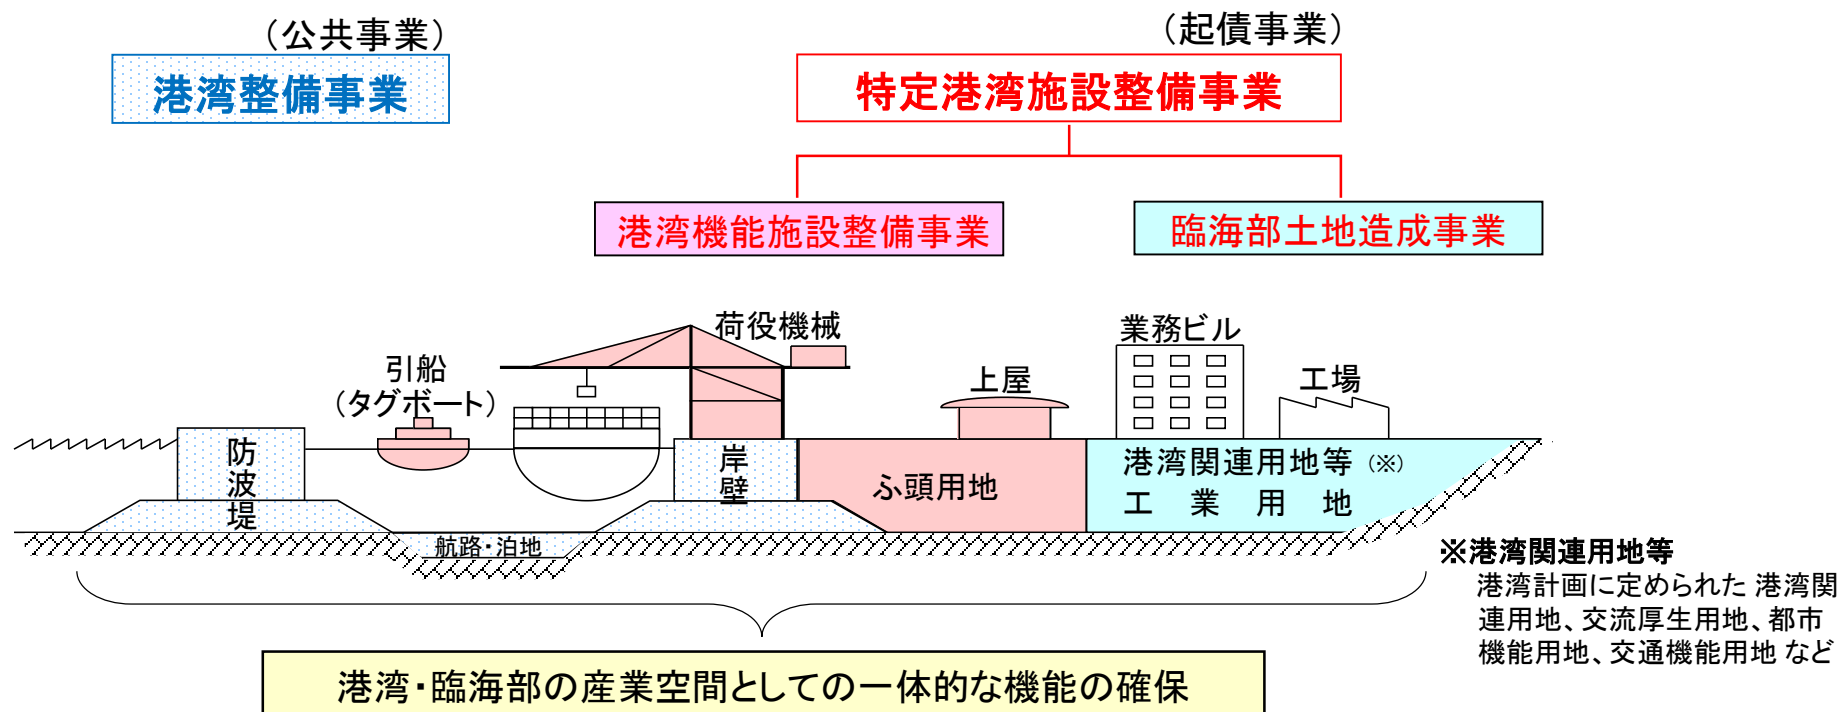 （公共事業）
港湾整備事業
（起債事業）
特定港湾施設整備事業
港湾機能施設整備事業
臨海部土地造成事業
荷役機械
引船
（タグボート）
上屋
業務ビル
工場
防波堤
岸壁
ふ頭用地
港湾関連用地等（※）
工業用地
航路・泊地
※港湾関連用地等
港湾計画に定められた 港湾関
連用地、交流厚生用地、都市
機能用地、交通機能用地 など
港湾・臨海部の産業空間としての一体的な機能の確保